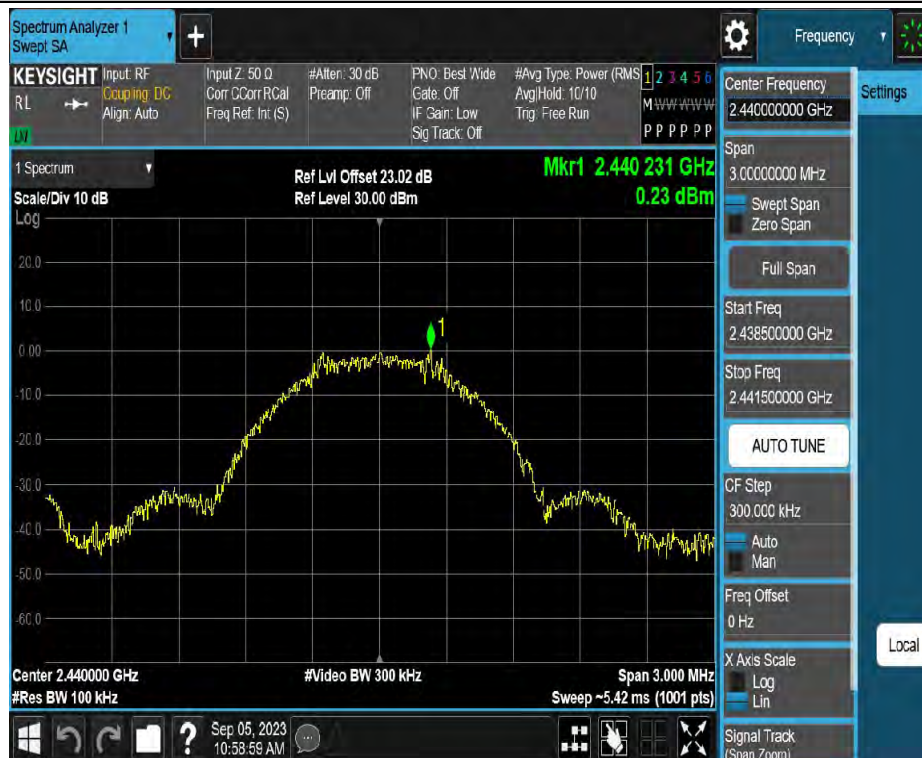 Spectrum Analyzer 1
Swept SA
+
Frequency
KEYSIGHT
RL
LXI
Input: RF
Coupling: DC
Align: Auto
Input Z: 50 Ω
Corr CCorr RCal
Freq Ref: Int (S)
#Atten: 30 dB
Preamp: Off
PNO: Best Wide
Gate: Off
IF Gain: Low
Sig Track: Off
#Avg Type: Power (RMS
Avg|Hold: 10/10
Trig: Free Run
1 2 3 4 5 6
M W W W W W
P P P P P P
Center Frequency
2.440000000 GHz
Settings
Span
3.00000000 MHz
Swept Span
Zero Span
Full Span
Start Freq
2.438500000 GHz
Stop Freq
2.441500000 GHz
AUTO TUNE
CF Step
300.000 kHz
Auto
Man
Freq Offset
0 Hz
X Axis Scale
Log
Lin
Signal Track
(Span Zoom)
Local
1 Spectrum
Scale/Div 10 dB
Log
Ref Lvl Offset 23.02 dB
Ref Level 30.00 dBm
Mkr1 2.440 231 GHz
0.23 dBm
20.0
10.0
0.00
-10.0
-20.0
-30.0
-40.0
-50.0
-60.0
1
Center 2.440000 GHz
#Res BW 100 kHz
#Video BW 300 kHz
Span 3.000 MHz
Sweep ~5.42 ms (1001 pts)
?
Sep 05, 2023
10:58:59 AM